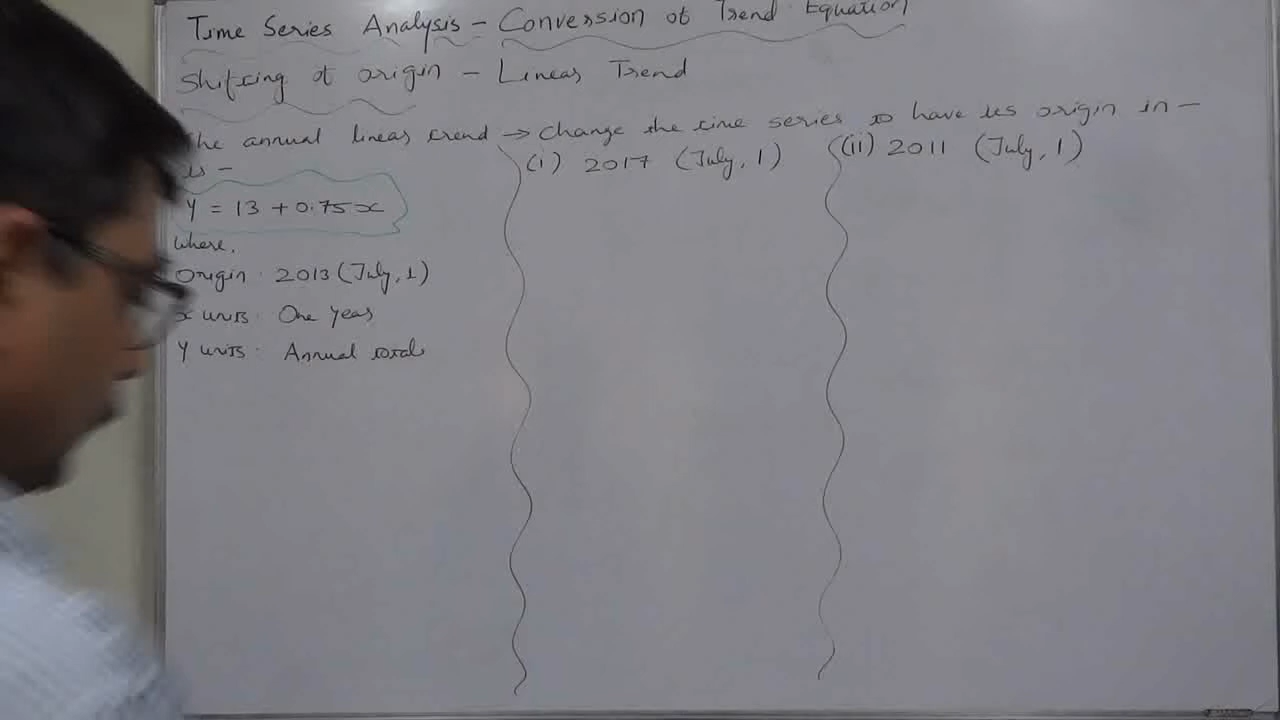 Time Series Analysis - Conversion of Trend Equation
Shifting of origin - Linear Trend
The annual linear trend → Change the time series to have its origin in -
is -
(i) 2017 (July, 1)
(ii) 2011 (July, 1)
Y = 13 + 0.75x
where,
Origin : 2013 (July, 1)
x units : One Year
Y units : Annual totals